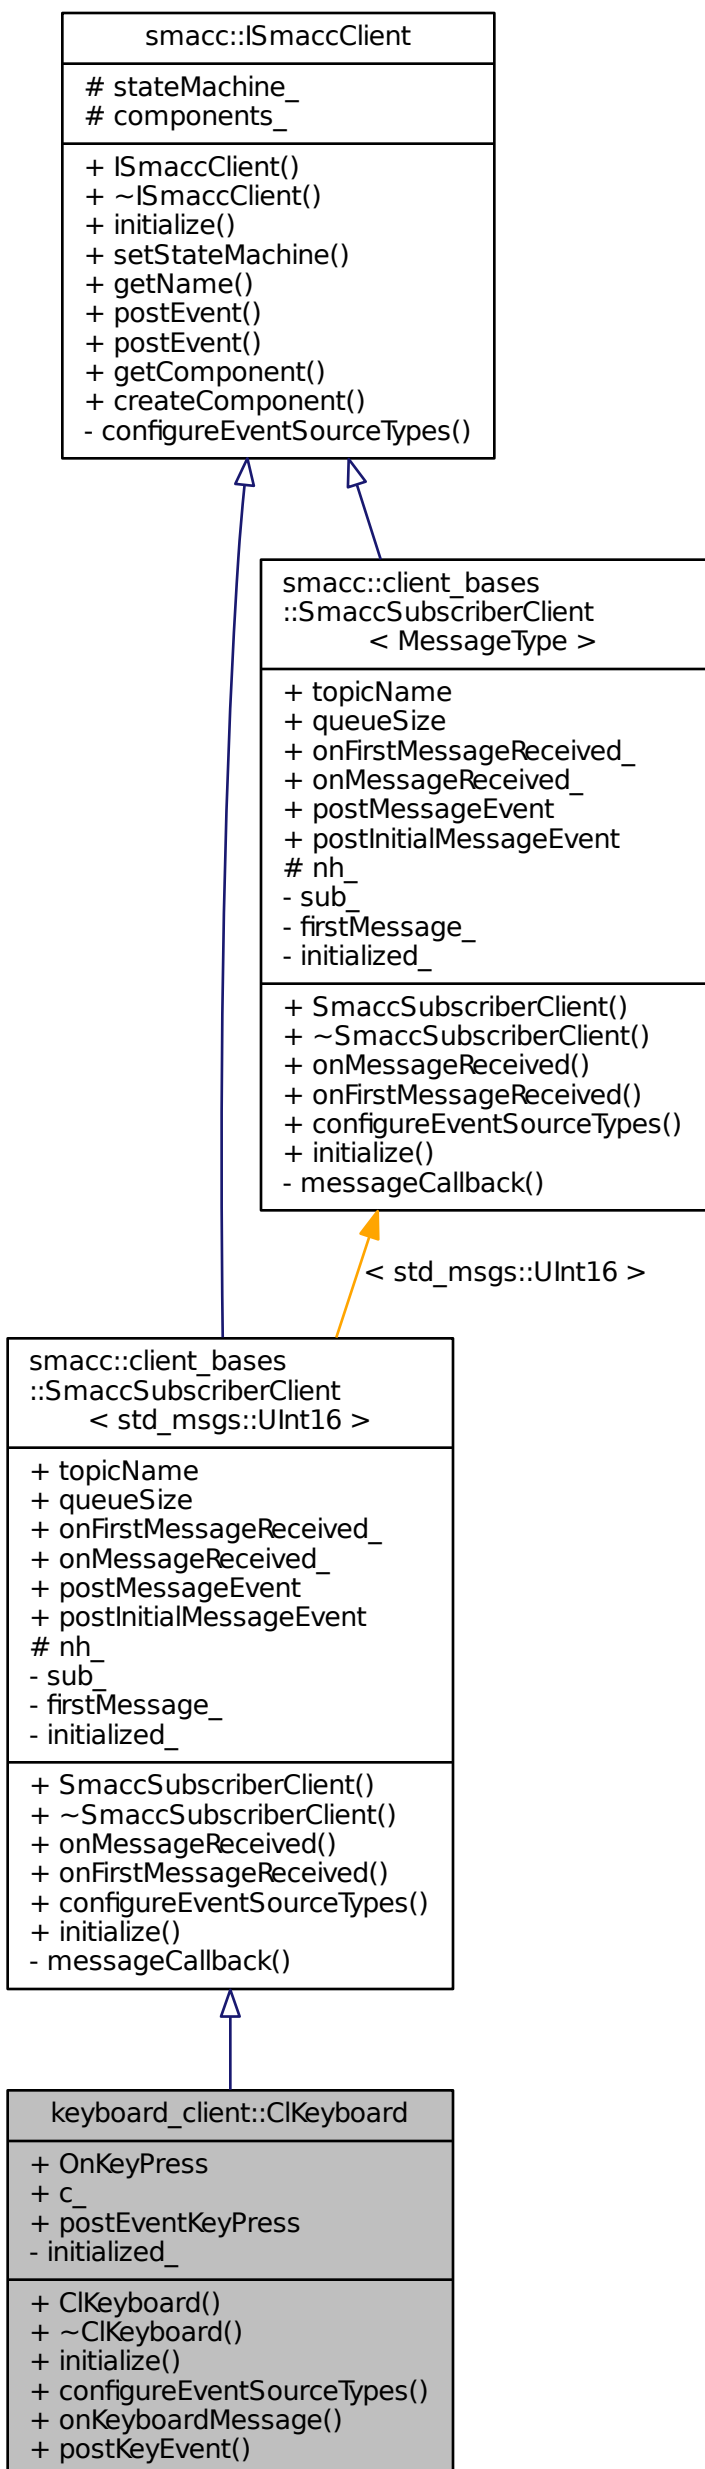 smacc::ISmaccClient
# stateMachine_
# components_
+ ISmaccClient()
+ ~ISmaccClient()
+ initialize()
+ setStateMachine()
+ getName()
+ postEvent()
+ postEvent()
+ getComponent()
+ createComponent()
- configureEventSourceTypes()
smacc::client_bases
::SmaccSubscriberClient
< MessageType >
+ topicName
+ queueSize
+ onFirstMessageReceived_
+ onMessageReceived_
+ postMessageEvent
+ postInitialMessageEvent
# nh_
- sub_
- firstMessage_
- initialized_
+ SmaccSubscriberClient()
+ ~SmaccSubscriberClient()
+ onMessageReceived()
+ onFirstMessageReceived()
+ configureEventSourceTypes()
+ initialize()
- messageCallback()
< std_msgs::UInt16 >
smacc::client_bases
::SmaccSubscriberClient
< std_msgs::UInt16 >
+ topicName
+ queueSize
+ onFirstMessageReceived_
+ onMessageReceived_
+ postMessageEvent
+ postInitialMessageEvent
# nh_
- sub_
- firstMessage_
- initialized_
+ SmaccSubscriberClient()
+ ~SmaccSubscriberClient()
+ onMessageReceived()
+ onFirstMessageReceived()
+ configureEventSourceTypes()
+ initialize()
- messageCallback()
keyboard_client::ClKeyboard
+ OnKeyPress
+ c_
+ postEventKeyPress
- initialized_
+ ClKeyboard()
+ ~ClKeyboard()
+ initialize()
+ configureEventSourceTypes()
+ onKeyboardMessage()
+ postKeyEvent()